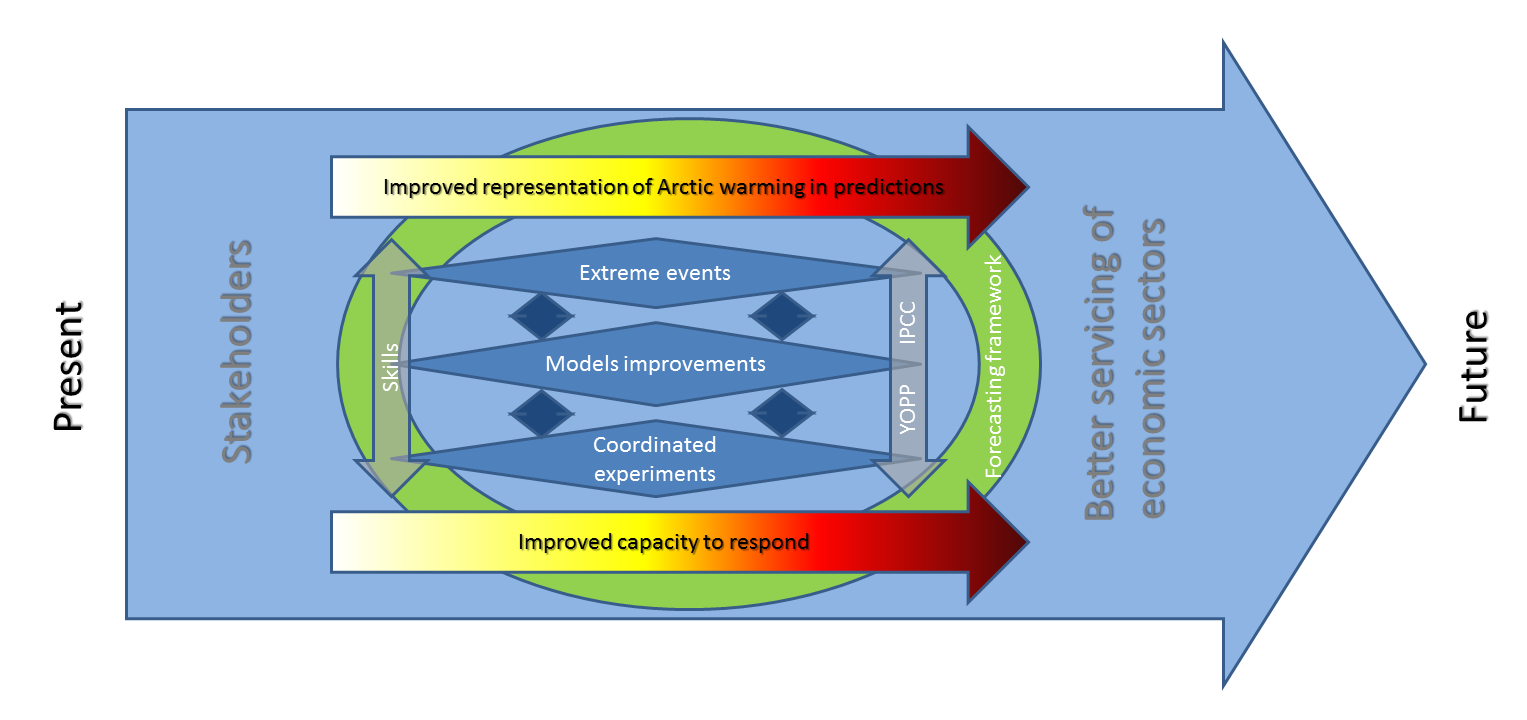 Present
Stakeholders
Improved representation of Arctic warming in predictions
Skills
Extreme events
Models improvements
Coordinated
experiments
YOPP IPCC
Forecasting framework
Improved capacity to respond
Better servicing of
economic sectors
Future